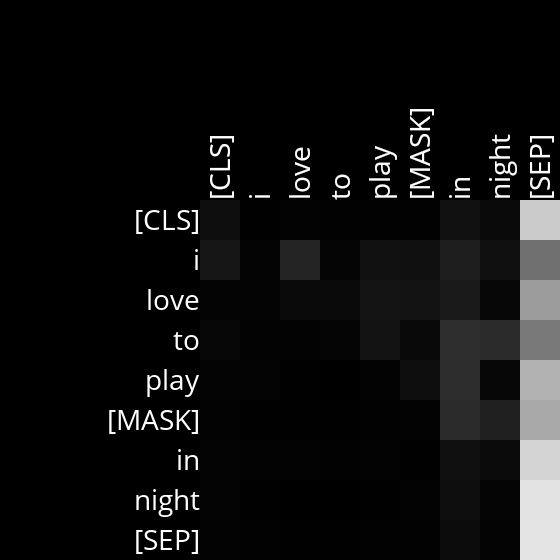 [CLS] i love to play [MASK] in night [SEP]
[CLS]
i
love
to
play
[MASK]
in
night
[SEP]